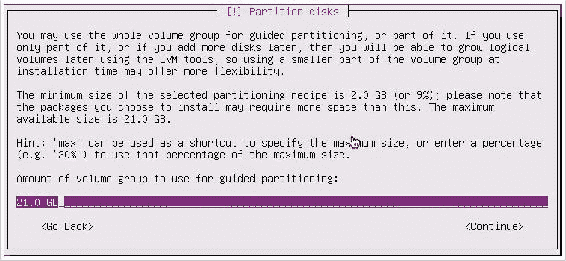 [!] Partition disks
You may use the whole volume group for guided partitioning, or part of it. If you use
only part of it, or if you add more disks later, then you will be able to grow logical
volumes later using the LVM tools, so using a smaller part of the volume group at
installation time may offer more flexibility.
The minimum size of the selected partitioning recipe is 2.0 GB (or 9%); please note that
the packages you choose to install may require more space than this. The maximum
available size is 21.0 GB.
Hint: "max" can be used as a shortcut to specify the maximum size, or enter a percentage
(e.g. "20%") to use that percentage of the maximum size.
Amount of volume group to use for guided partitioning:
21.0 GB
<Go Back> <Continue>